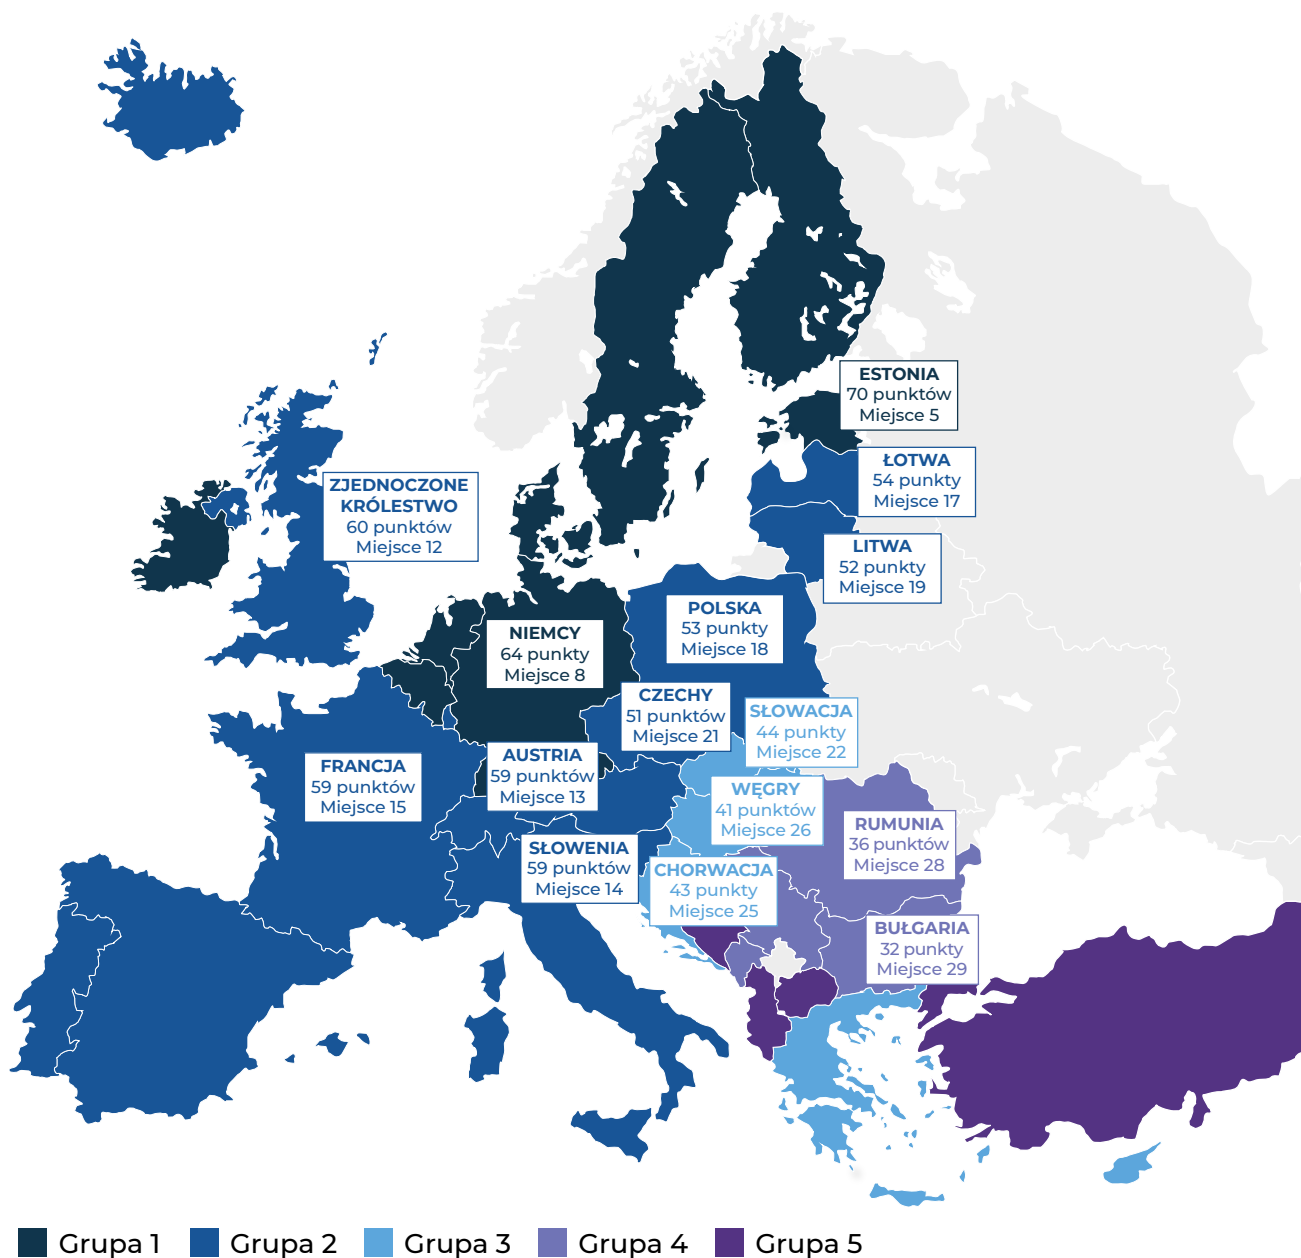 ESTONIA
70 punktów
Miejsce 5
ŁOTWA
54 punkty
Miejsce 17
ZJEDNOCZONE
KRÓLESTWO
60 punktów
Miejsce 12
LITWA
52 punkty
Miejsce 19
POLSKA
53 punkty
Miejsce 18
NIEMCY
64 punkty
Miejsce 8
CZECHY
51 punktów
Miejsce 21
SŁOWACJA
44 punkty
Miejsce 22
AUSTRIA
59 punktów
Miejsce 13
FRANCJA
59 punktów
Miejsce 15
WĘGRY
41 punktów
Miejsce 26
RUMUNIA
36 punktów
Miejsce 28
SŁOWENIA
59 punktów
Miejsce 14
CHORWACJA
43 punkty
Miejsce 25
BUŁGARIA
32 punkty
Miejsce 29
Grupa 1
Grupa 2
Grupa 3
Grupa 4
Grupa 5